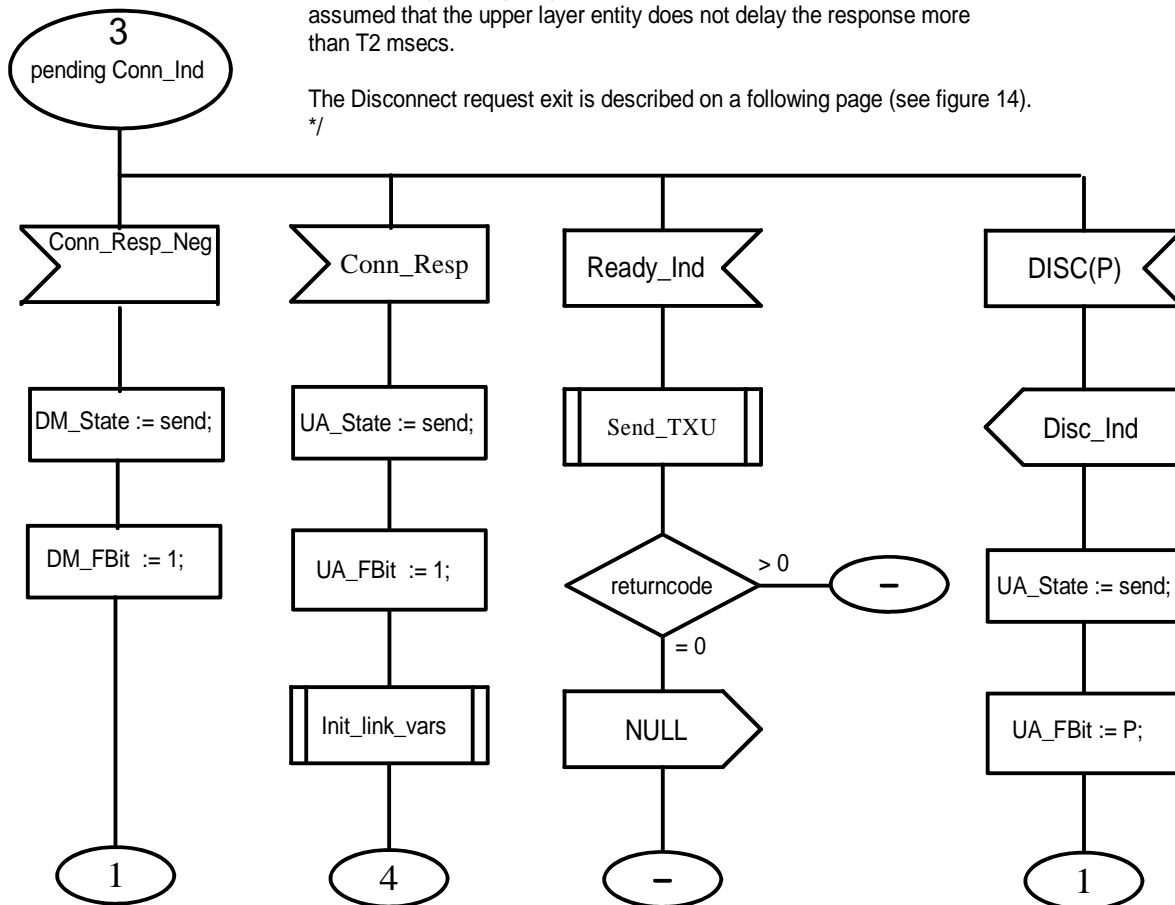 assumed that the upper layer entity does not delay the response more
than T2 msecs.
The Disconnect request exit is described on a following page (see figure 14).
*/
3
pending Conn_Ind
Conn_Resp_Neg
Conn_Resp
Ready_Ind
DISC(P)
DM_State := send;
UA_State := send;
Send_TXU
Disc_Ind
DM_FBit := 1;
UA_FBit := 1;
returncode
> 0
–
UA_State := send;
= 0
Init_link_vars
NULL
UA_FBit := P;
1
4
–
1